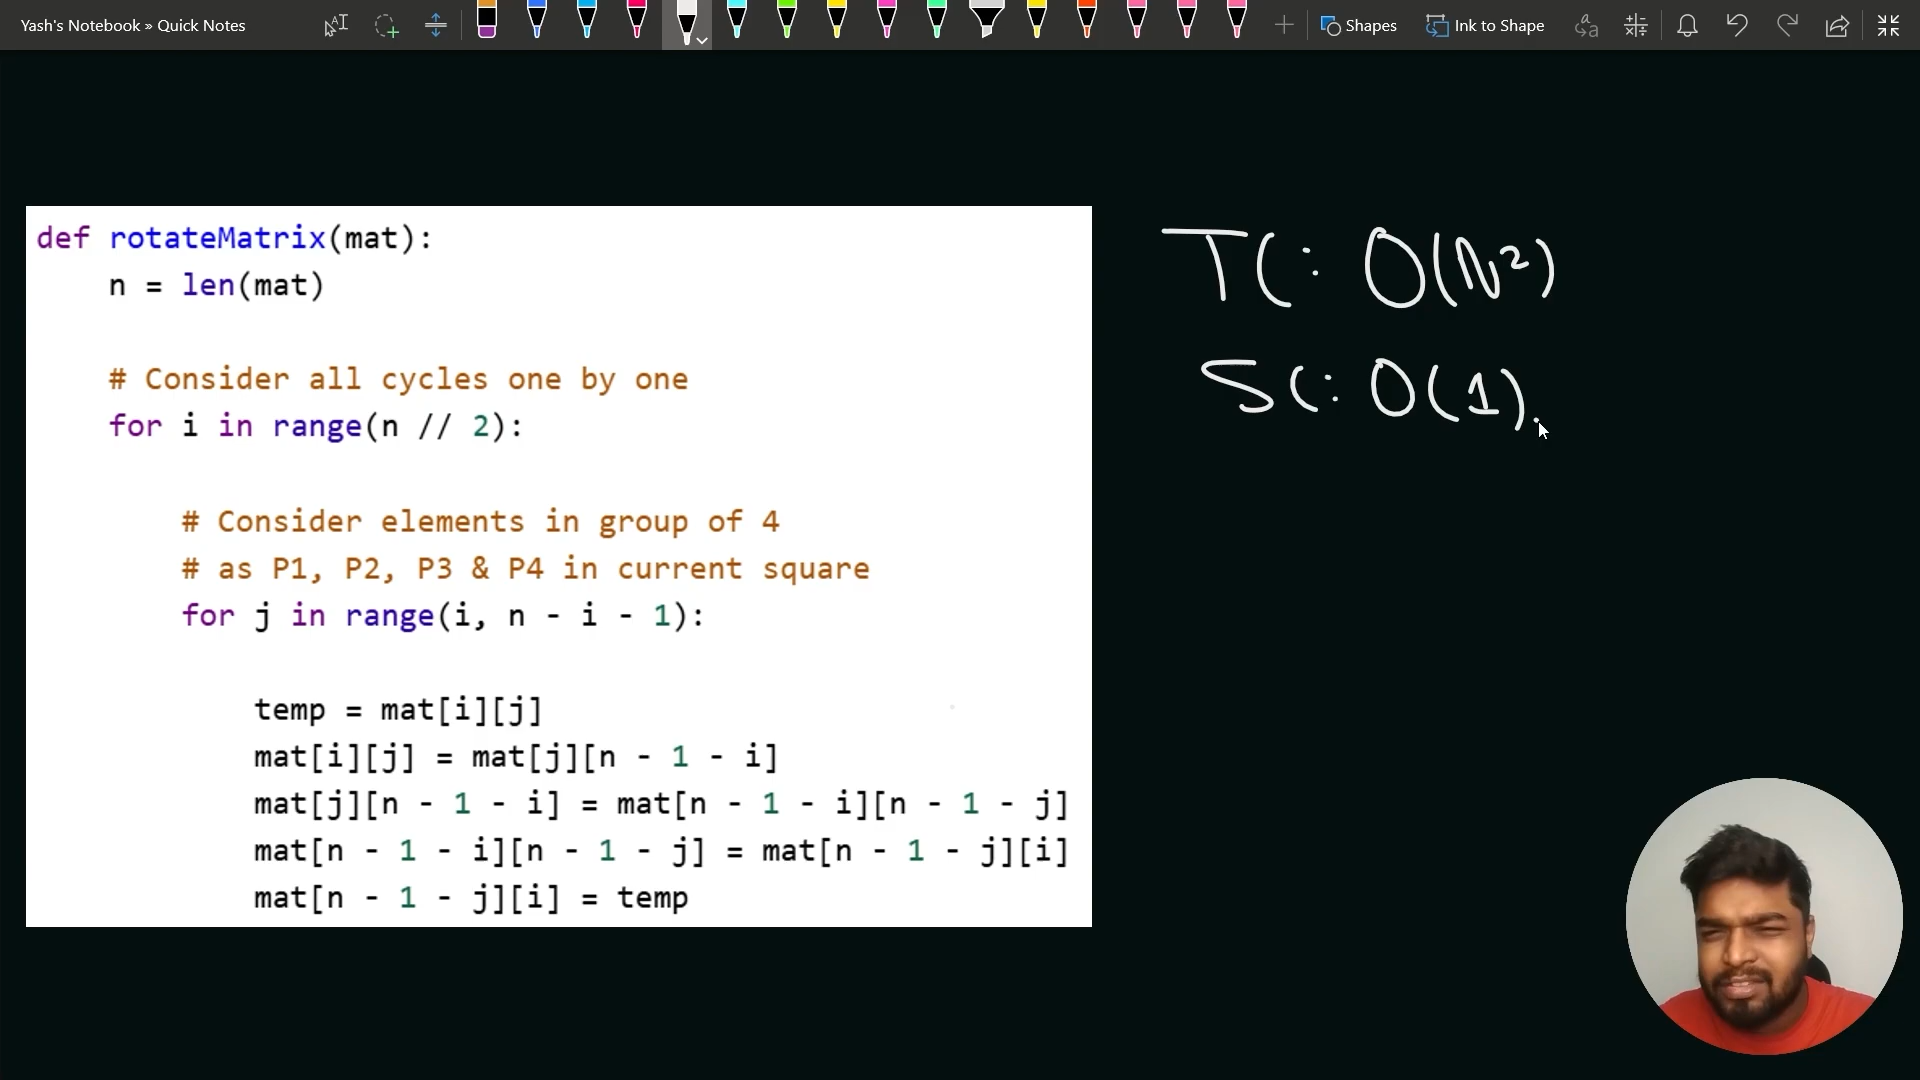 Yash's Notebook » Quick Notes
Shapes
Ink to Shape
def rotateMatrix(mat):
    n = len(mat)
    # Consider all cycles one by one
    for i in range(n // 2):
        # Consider elements in group of 4
        # as P1, P2, P3 & P4 in current square
        for j in range(i, n - i - 1):
            temp = mat[i][j]
            mat[i][j] = mat[j][n - 1 - i]
            mat[j][n - 1 - i] = mat[n - 1 - i][n - 1 - j]
            mat[n - 1 - i][n - 1 - j] = mat[n - 1 - j][i]
            mat[n - 1 - j][i] = temp
TC: O(N²)
SC: O(1).